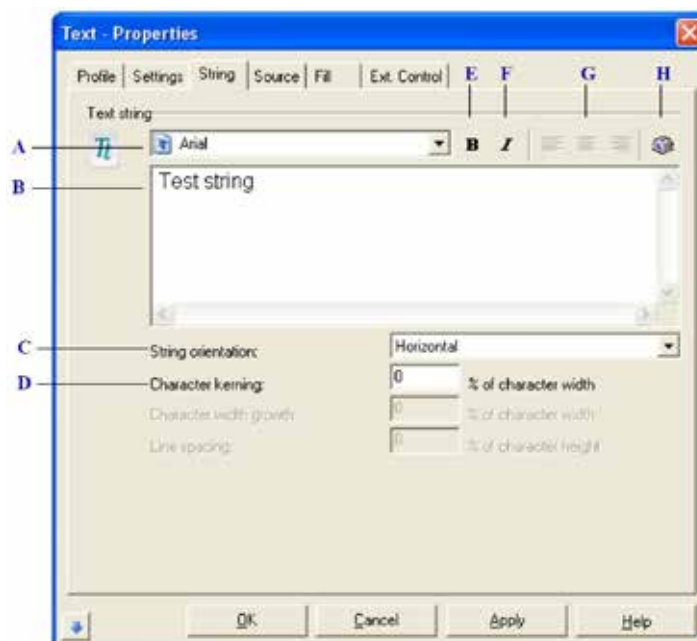 Text - Properties
Profile Settings String Source Fill Ext. Control E F G H
Text string
A Arial B I
B Test string
C String orientation: Horizontal
D Character kerning: 0 % of character width
Character width growth: 0 % of character width
Line spacing: 0 % of character height
OK Cancel Apply Help